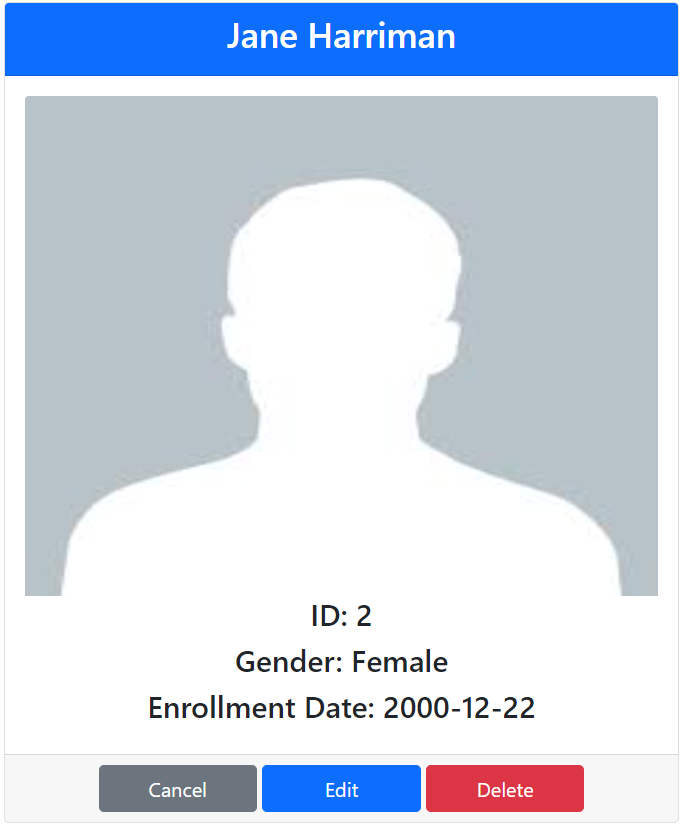 Jane Harriman
ID: 2
Gender: Female
Enrollment Date: 2000-12-22
Cancel Edit Delete